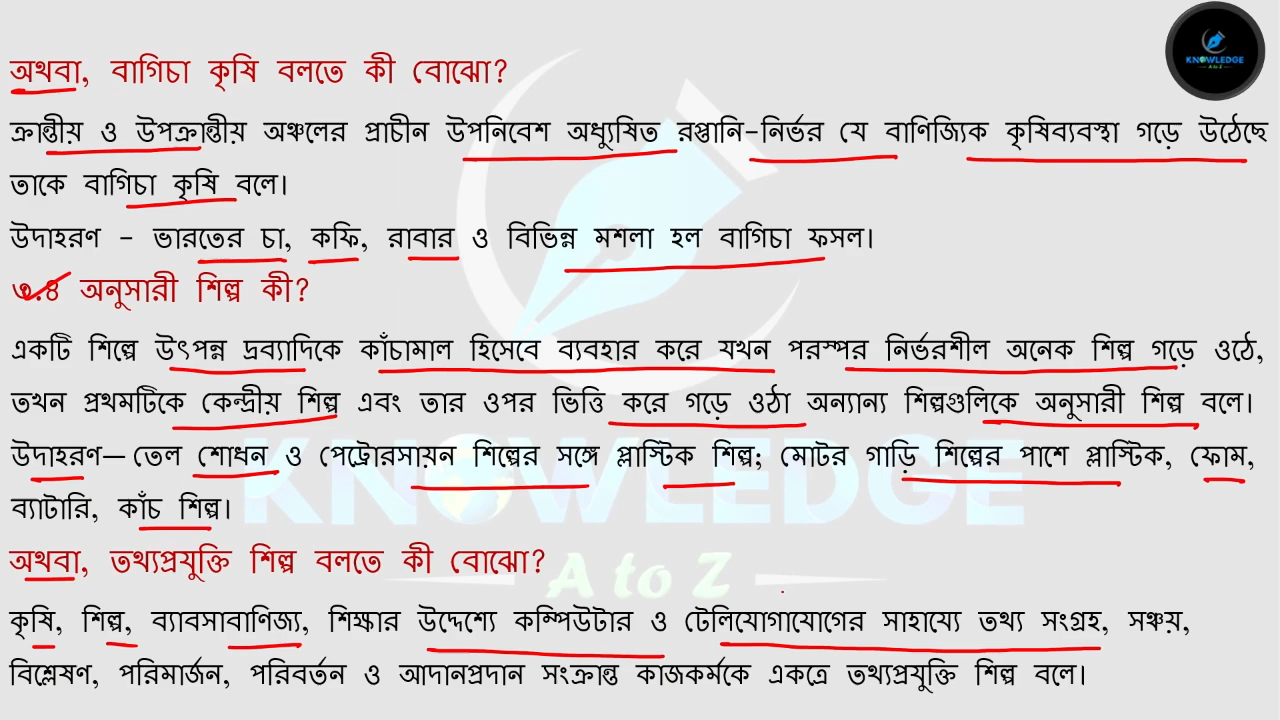 KNOWLEDGE
A to Z
অথবা, বাগিচা কৃষি বলতে কী বোঝো?
ক্রান্তীয় ও উপক্রান্তীয় অঞ্চলের প্রাচীন উপনিবেশ অধ্যুষিত রপ্তানি-নির্ভর যে বাণিজ্যিক কৃষিব্যবস্থা গড়ে উঠেছে
তাকে বাগিচা কৃষি বলে।
উদাহরণ – ভারতের চা, কফি, রাবার ও বিভিন্ন মশলা হল বাগিচা ফসল।
৩.৪ অনুসারী শিল্প কী?
একটি শিল্পে উৎপন্ন দ্রব্যাদিকে কাঁচামাল হিসেবে ব্যবহার করে যখন পরস্পর নির্ভরশীল অনেক শিল্প গড়ে ওঠে,
তখন প্রথমটিকে কেন্দ্রীয় শিল্প এবং তার ওপর ভিত্তি করে গড়ে ওঠা অন্যান্য শিল্পগুলিকে অনুসারী শিল্প বলে।
উদাহরণ— তেল শোধন ও পেট্রোরসায়ন শিল্পের সঙ্গে প্লাস্টিক শিল্প; মোটর গাড়ি শিল্পের পাশে প্লাস্টিক, ফোম,
ব্যাটারি, কাঁচ শিল্প।
KNOWLEDGE
অথবা, তথ্যপ্রযুক্তি শিল্প বলতে কী বোঝো?
A to Z
কৃষি, শিল্প, ব্যাবসাবাণিজ্য, শিক্ষার উদ্দেশ্যে কম্পিউটার ও টেলিযোগাযোগের সাহায্যে তথ্য সংগ্রহ, সঞ্চয়,
বিশ্লেষণ, পরিমার্জন, পরিবর্তন ও আদানপ্রদান সংক্রান্ত কাজকর্মকে একত্রে তথ্যপ্রযুক্তি শিল্প বলে।